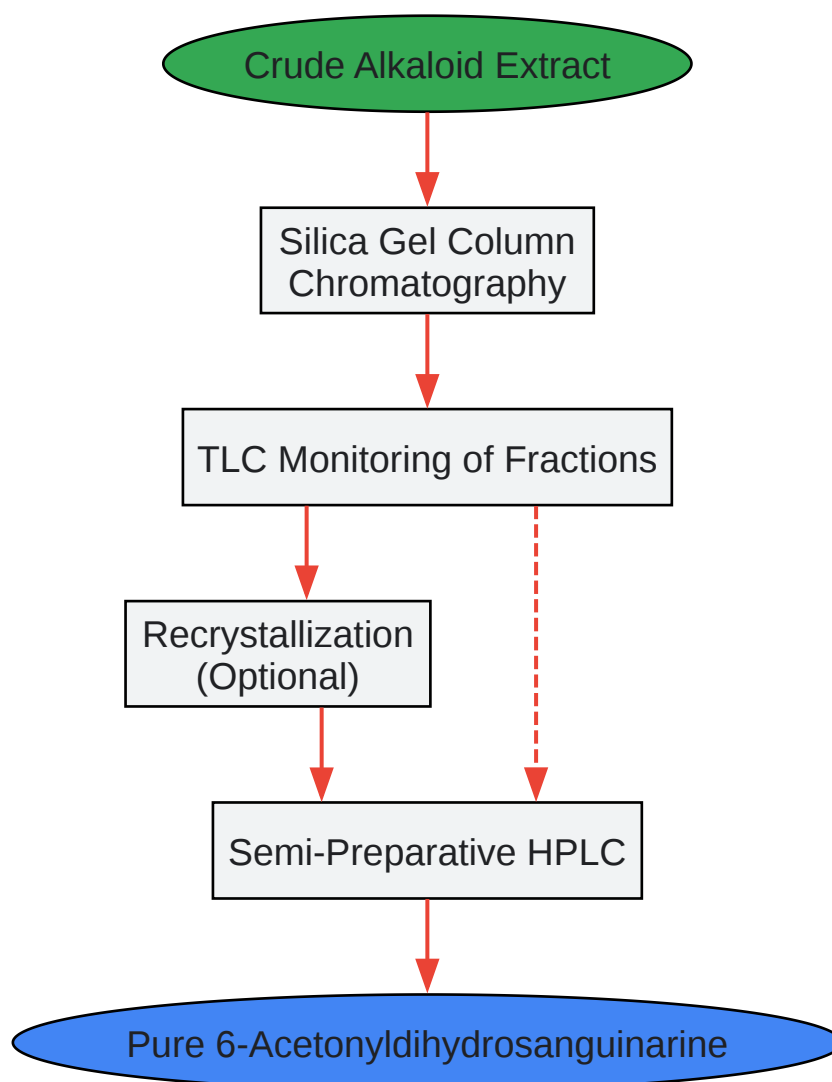 Crude Alkaloid Extract
Silica Gel Column
Chromatography
TLC Monitoring of Fractions
Recrystallization
(Optional)
Semi-Preparative HPLC
Pure 6-Acetonyldihydrosanguinarine